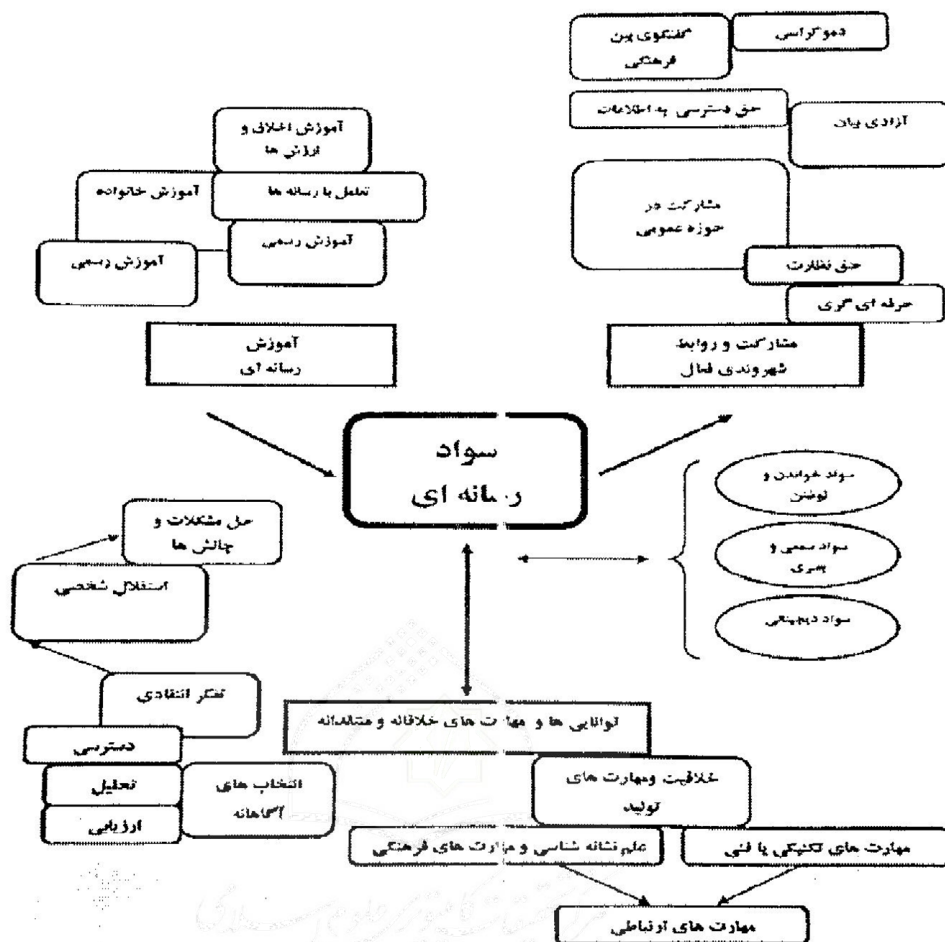 دموکراسی
گفتگوی بین
فرهنگی
حق دسترسی به اطلاعات
آزادی بیان
مشارکت در
حوزه عمومی
حق نظارت
حرفه ای گری
مشارکت و روابط
شهروندی فعال
آموزش اخلاق و
ارزش ها
تعامل با رسانه ها
آموزش خانواده
آموزش رسمی
آموزش رسمی
آموزش
رسانه ای
سواد
رسانه ای
سواد خواندن و
نوشتن
سواد سمعی و
بصری
سواد دیجیتالی
حل مشکلات و
چالش ها
استقلال شخصی
تفکر انتقادی
دسترسی
تحلیل
ارزیابی
انتخاب های
آگاهانه
توانایی ها و مهارت های خلاقانه و منتقدانه
خلاقیت ومهارت های
تولید
مهارت های تکنیکی یا فنی
علم نشانه شناسی و مهارت های فرهنگی
مهارت های ارتباطی